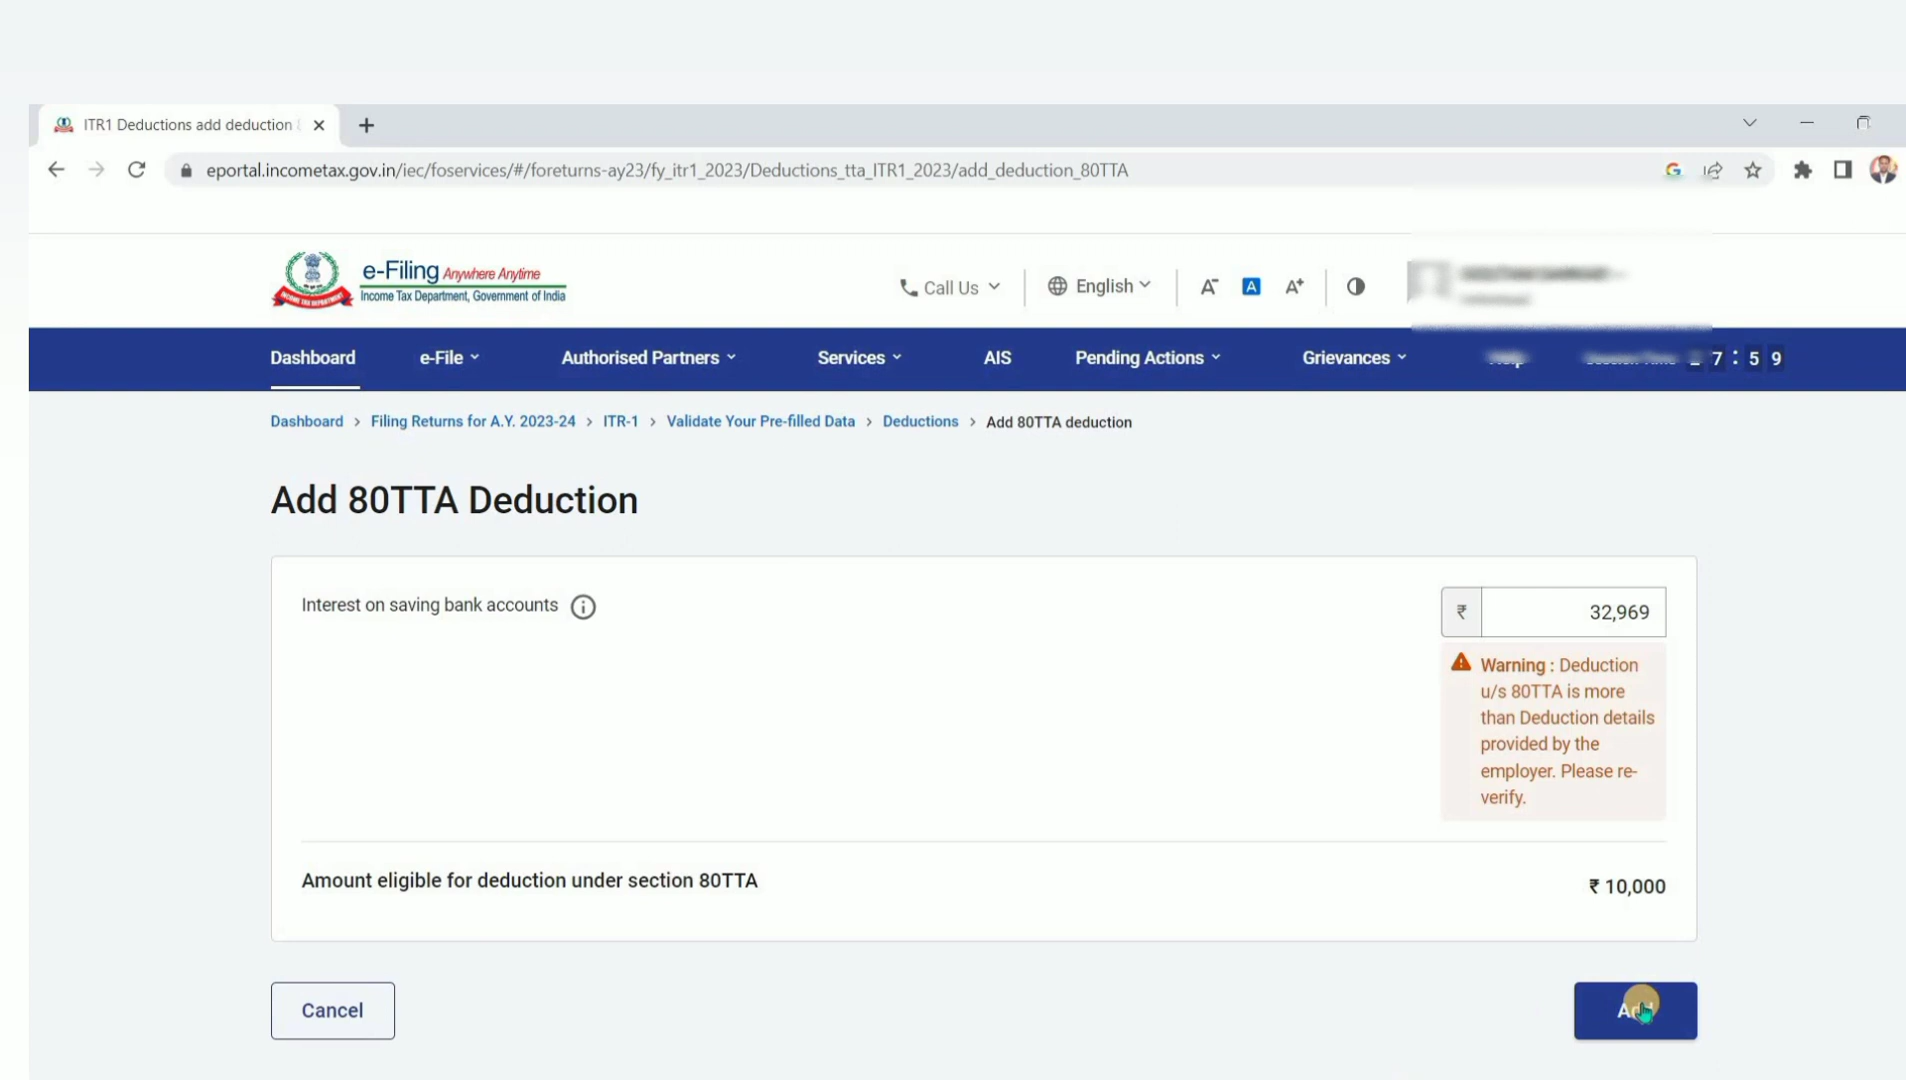 ITR1 Deductions add deduction
eportal.incometax.gov.in/iec/foservices/#/foreturns-ay23/fy_itr1_2023/Deductions_tta_ITR1_2023/add_deduction_80TTA
e-Filing Anywhere Anytime
Income Tax Department, Government of India
Call Us
English
A- A A+
Dashboard e-File Authorised Partners Services AIS Pending Actions Grievances 7 : 5 9
Dashboard > Filing Returns for A.Y. 2023-24 > ITR-1 > Validate Your Pre-filled Data > Deductions > Add 80TTA deduction
Add 80TTA Deduction
Interest on saving bank accounts
₹ 32,969
Warning : Deduction
u/s 80TTA is more
than Deduction details
provided by the
employer. Please re-
verify.
Amount eligible for deduction under section 80TTA
₹ 10,000
Cancel
Add